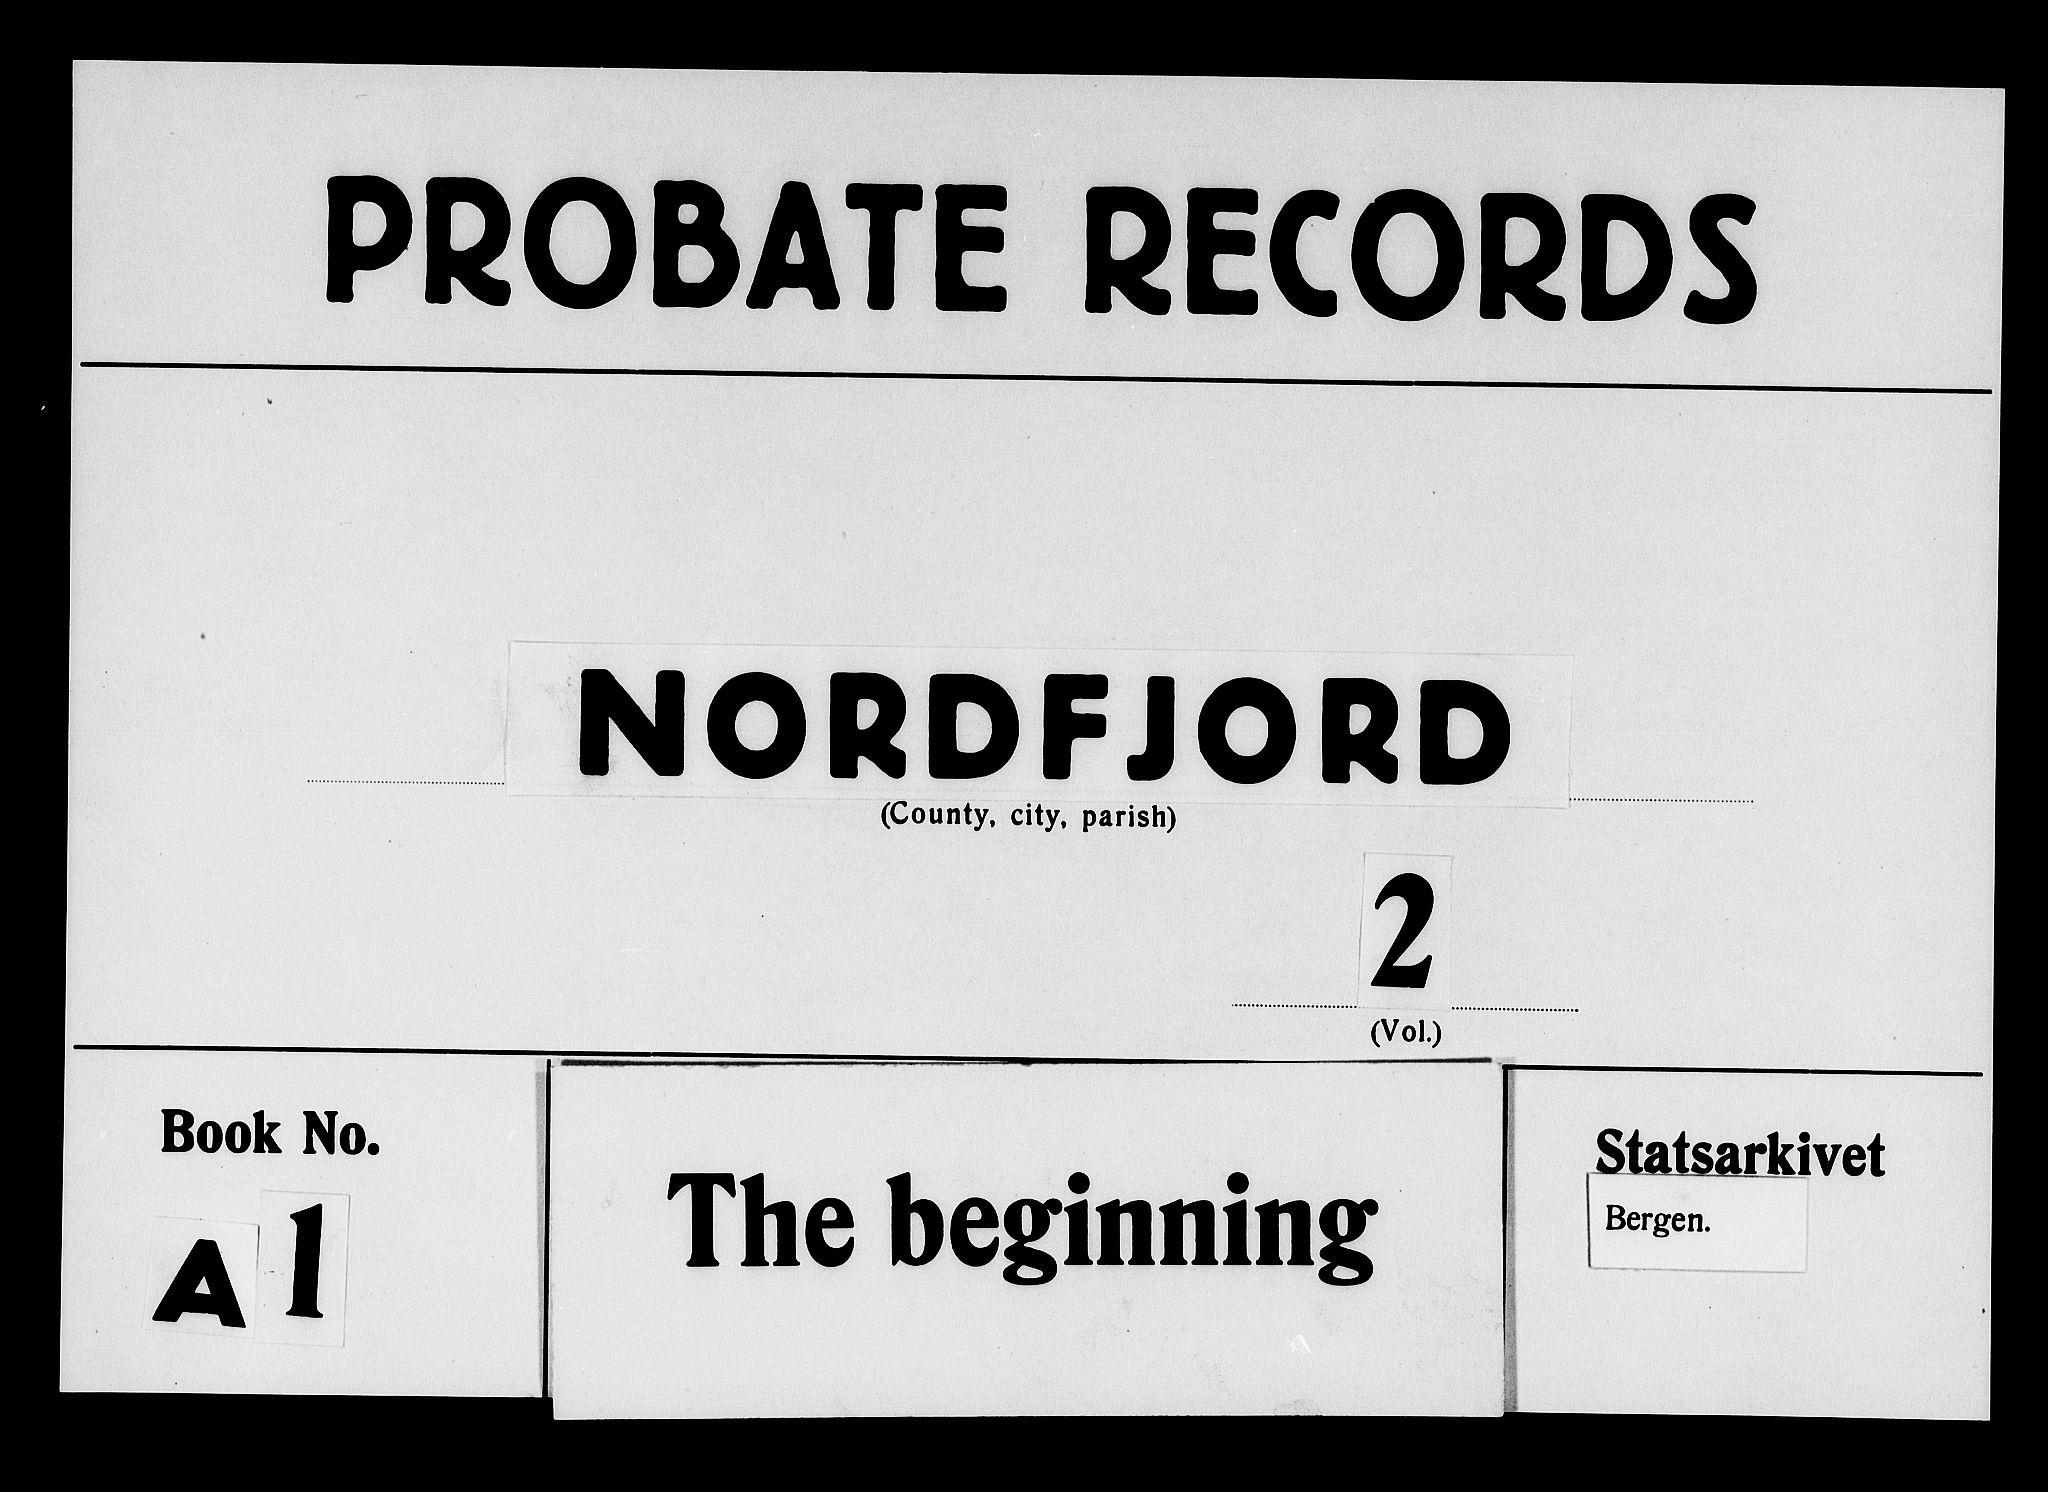 PROBATE RECORDS
NORDFJORD
(County, city, parish)
2
(Vol.)
Book No.
A 1
The beginning
Statsarkivet
Bergen.